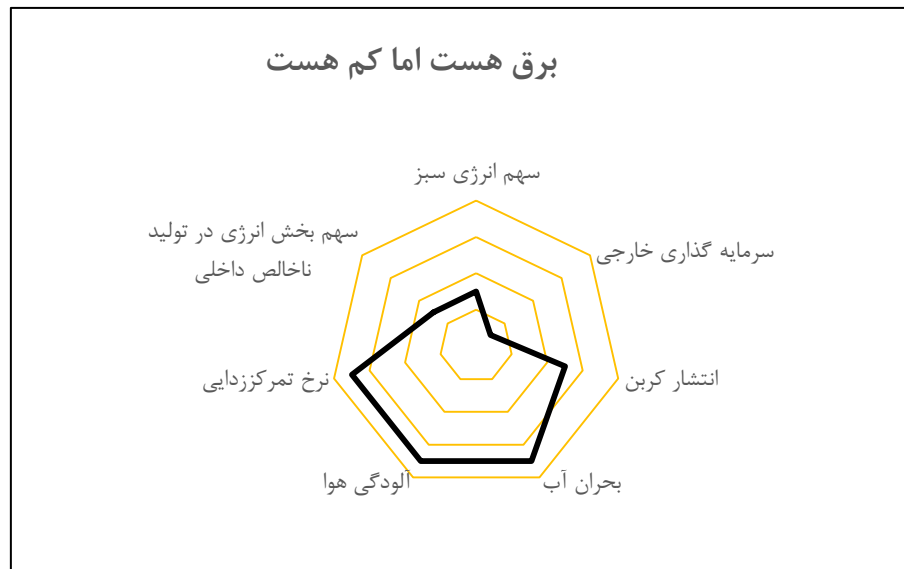 برق هست اما کم هست
سهم انرژی سبز
سرمایه گذاری خارجی
انتشار کربن
بحران آب
آلودگی هوا
نرخ تمرکززدایی
سهم بخش انرژی در تولید
ناخالص داخلی